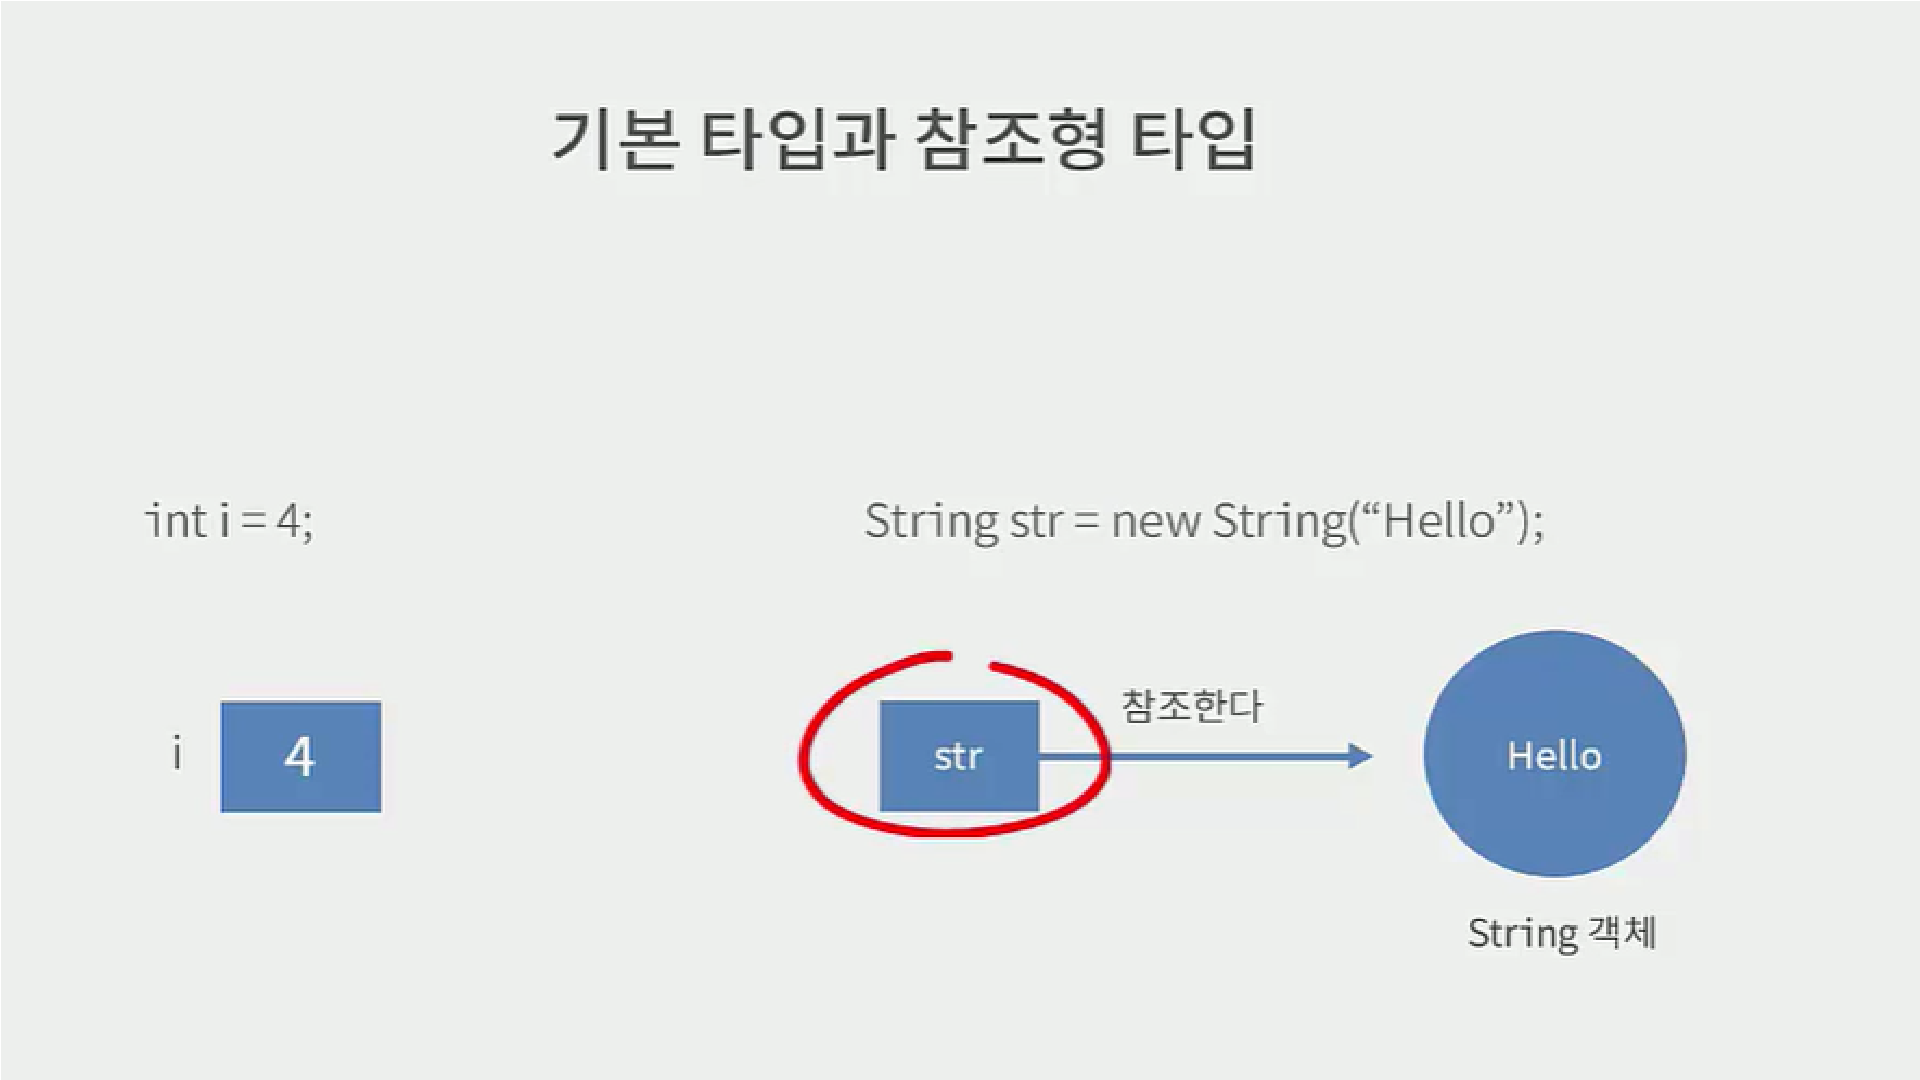 기본 타입과 참조형 타입
int i = 4;
String str = new String(“Hello”);
i
4
str
참조한다
Hello
String 객체